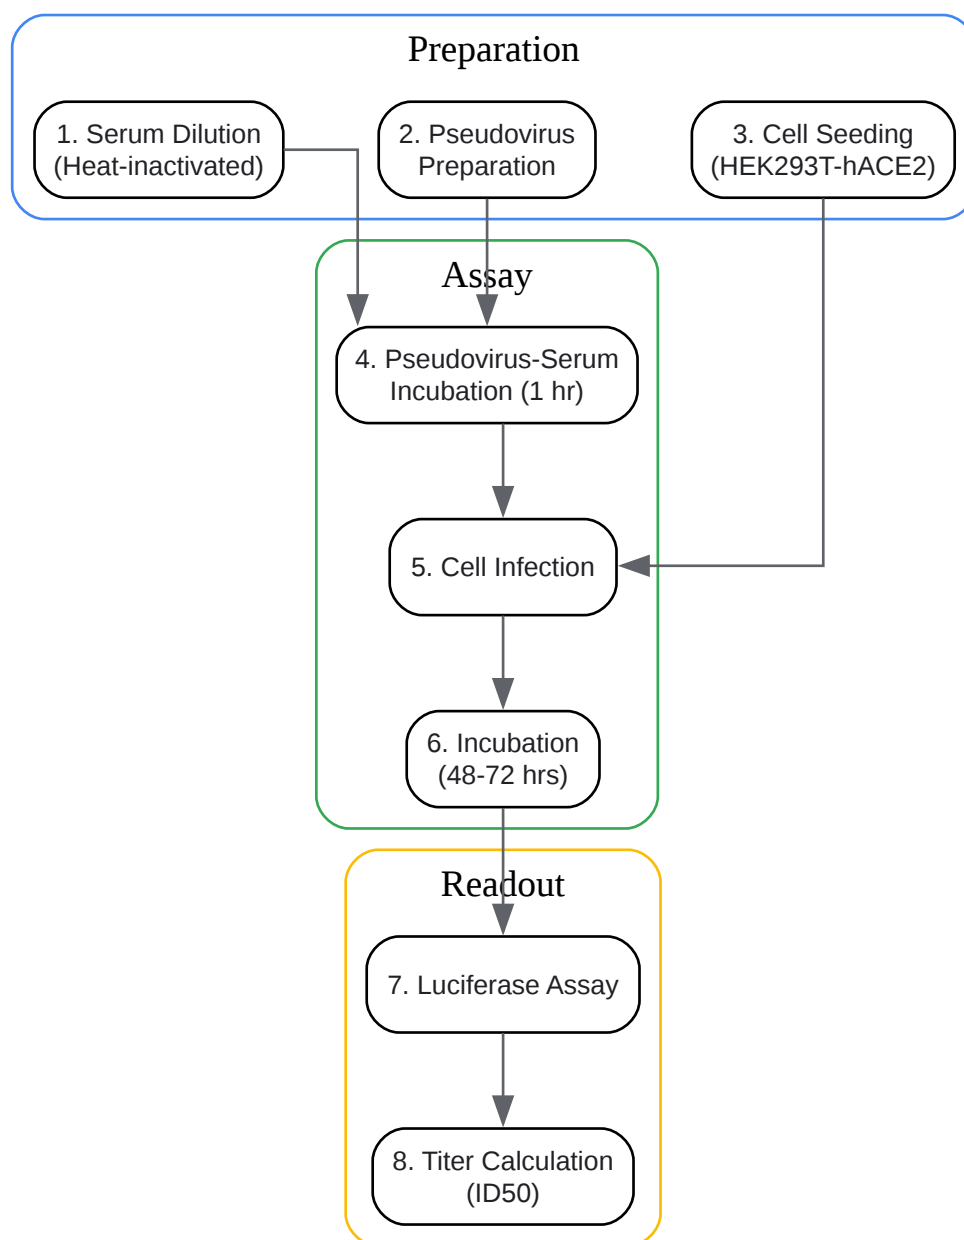 Preparation
1. Serum Dilution
(Heat-inactivated)
2. Pseudovirus
Preparation
3. Cell Seeding
(HEK293T-hACE2)
Assay
4. Pseudovirus-Serum
Incubation (1 hr)
5. Cell Infection
6. Incubation
(48-72 hrs)
Readout
7. Luciferase Assay
8. Titer Calculation
(ID50)